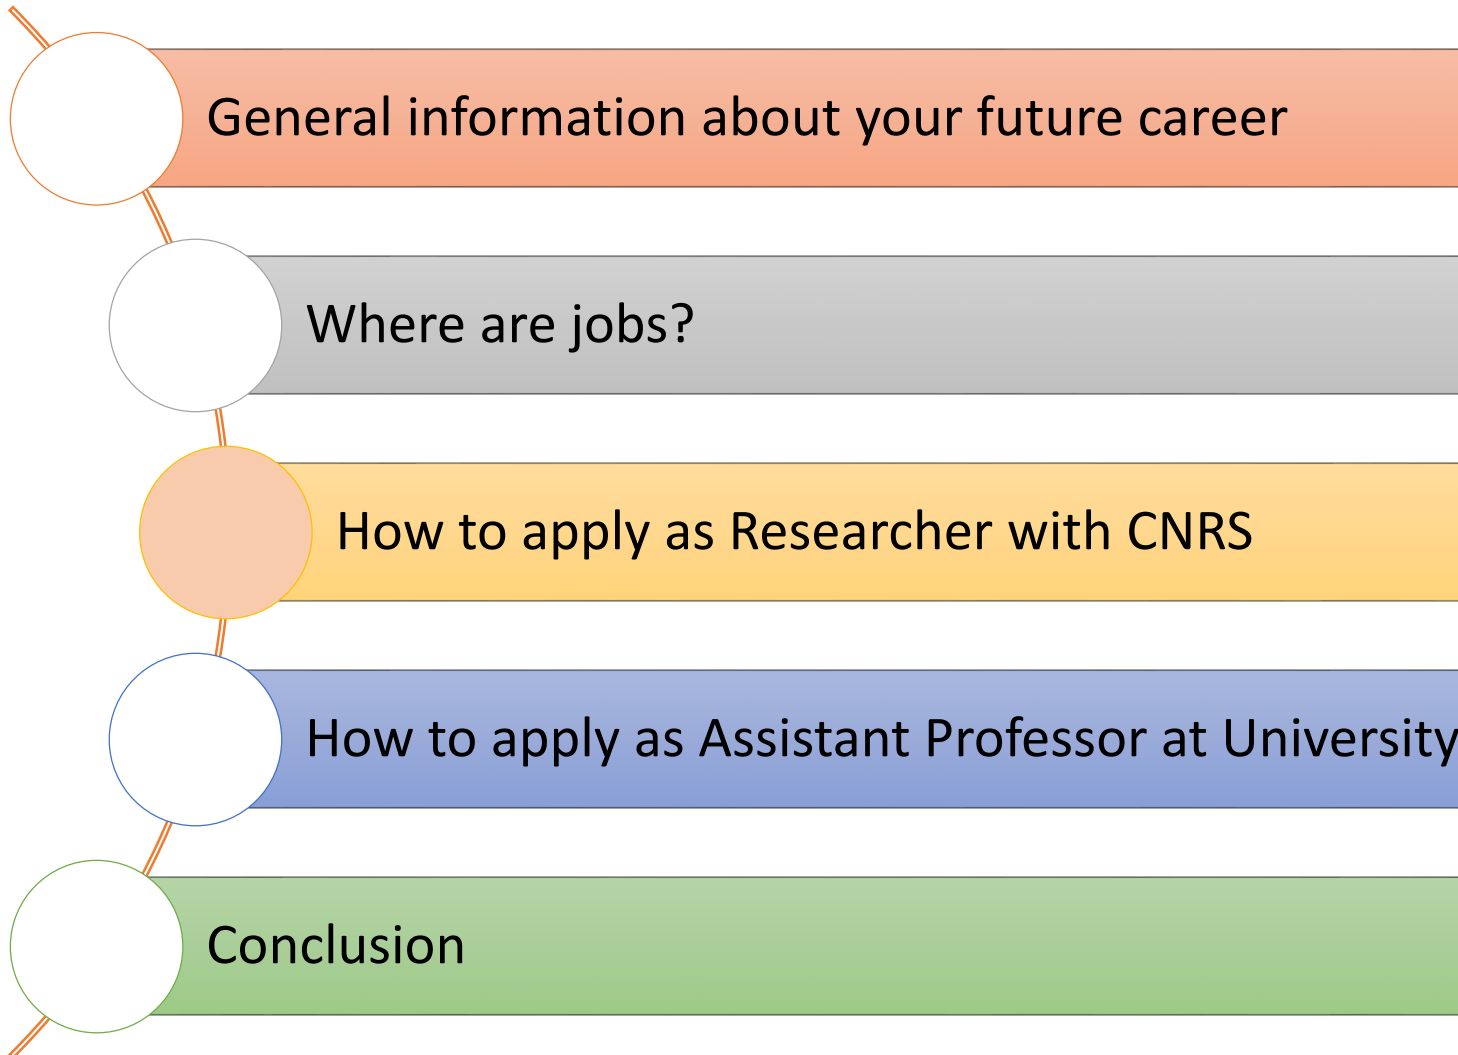 General information about your future career
Where are jobs?
How to apply as Researcher with CNRS
How to apply as Assistant Professor at University
Conclusion